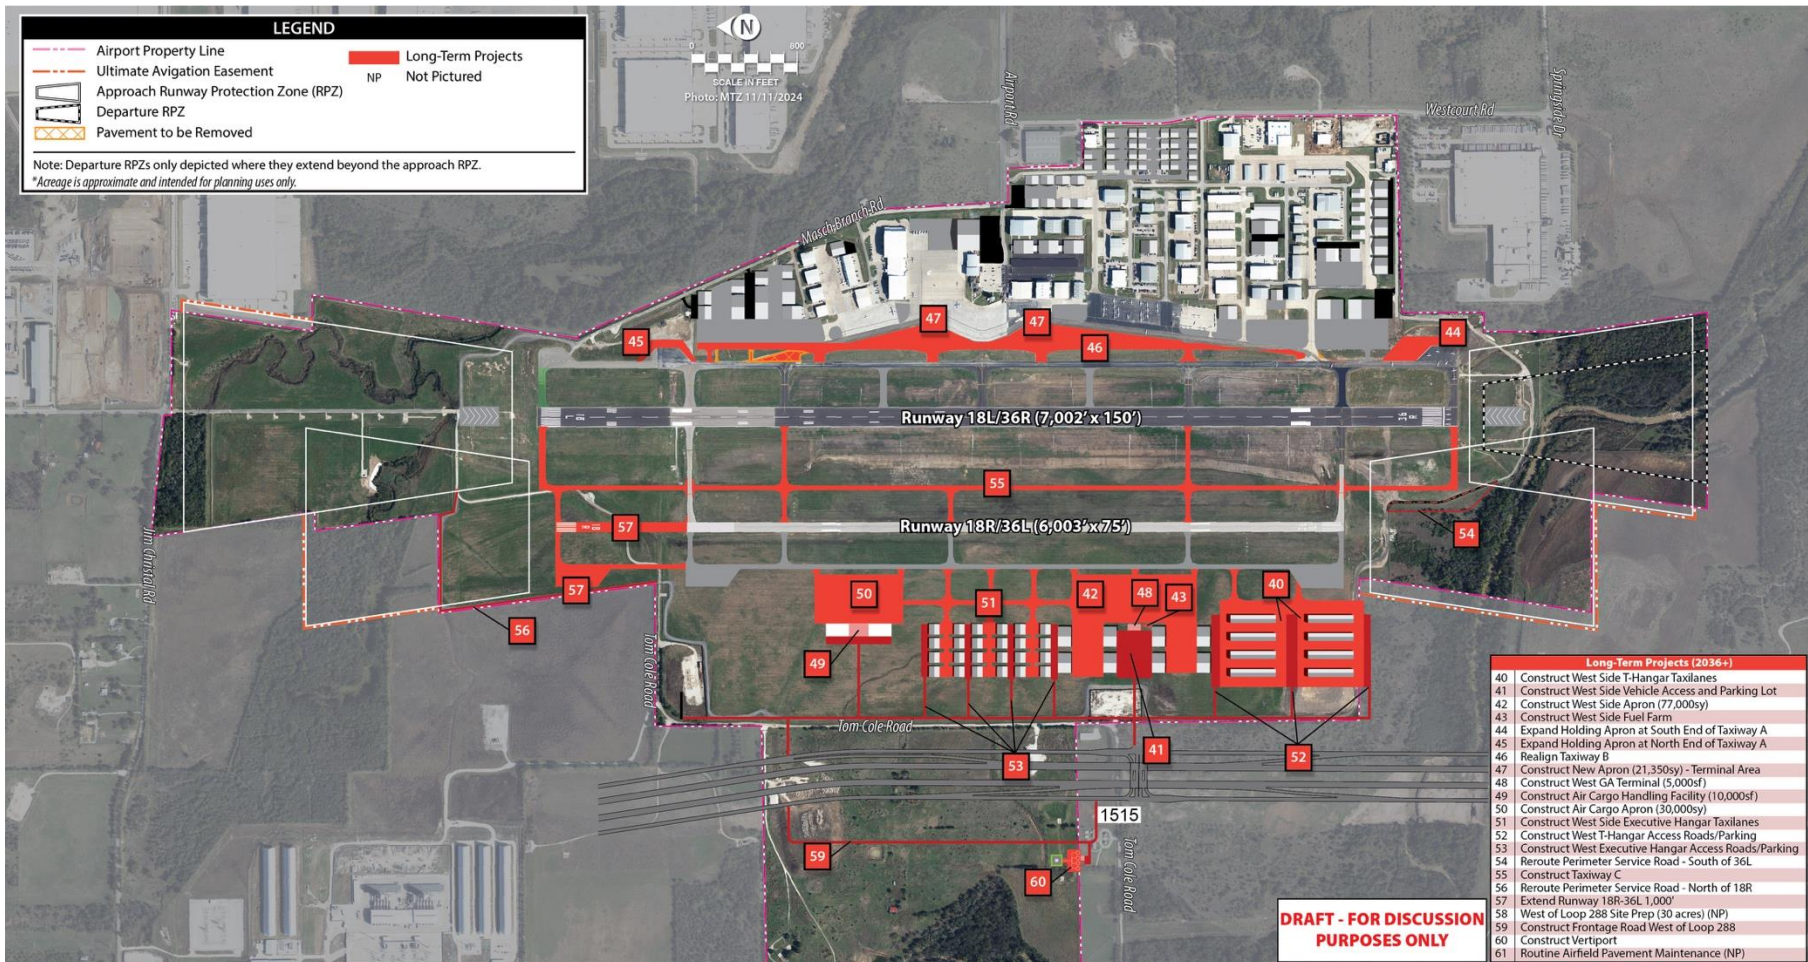 LEGEND
Airport Property Line
Ultimate Avigation Easement
Approach Runway Protection Zone (RPZ)
Departure RPZ
Pavement to be Removed
Long-Term Projects
NP Not Pictured
Note: Departure RPZs only depicted where they extend beyond the approach RPZ.
*Acreage is approximate and intended for planning uses only.
N
0 800
SCALE IN FEET
Photo: MTZ 11/11/2024
Airport Rd
Westcourt Rd
Springside Dr
Masch Branch Rd
47
47
44
45
46
Runway 18L/36R (7,002' x 150')
55
57
Runway 18R/36L (6,003' x 75')
54
57
50
51
42
48
43
40
56
49
Jim Christal Rd
Tom Cole Road
Tom Cole Road
53
41
52
1515
59
60
Tom Cole Road
DRAFT - FOR DISCUSSION
PURPOSES ONLY
Long-Term Projects (2036+)
40 Construct West Side T-Hangar Taxilanes
41 Construct West Side Vehicle Access and Parking Lot
42 Construct West Side Apron (77,000sy)
43 Construct West Side Fuel Farm
44 Expand Holding Apron at South End of Taxiway A
45 Expand Holding Apron at North End of Taxiway A
46 Realign Taxiway B
47 Construct New Apron (21,350sy) - Terminal Area
48 Construct West GA Terminal (5,000sf)
49 Construct Air Cargo Handling Facility (10,000sf)
50 Construct Air Cargo Apron (30,000sy)
51 Construct West Side Executive Hangar Taxilanes
52 Construct West T-Hangar Access Roads/Parking
53 Construct West Executive Hangar Access Roads/Parking
54 Reroute Perimeter Service Road - South of 36L
55 Construct Taxiway C
56 Reroute Perimeter Service Road - North of 18R
57 Extend Runway 18R-36L 1,000'
58 West of Loop 288 Site Prep (30 acres) (NP)
59 Construct Frontage Road West of Loop 288
60 Construct Vertiport
61 Routine Airfield Pavement Maintenance (NP)